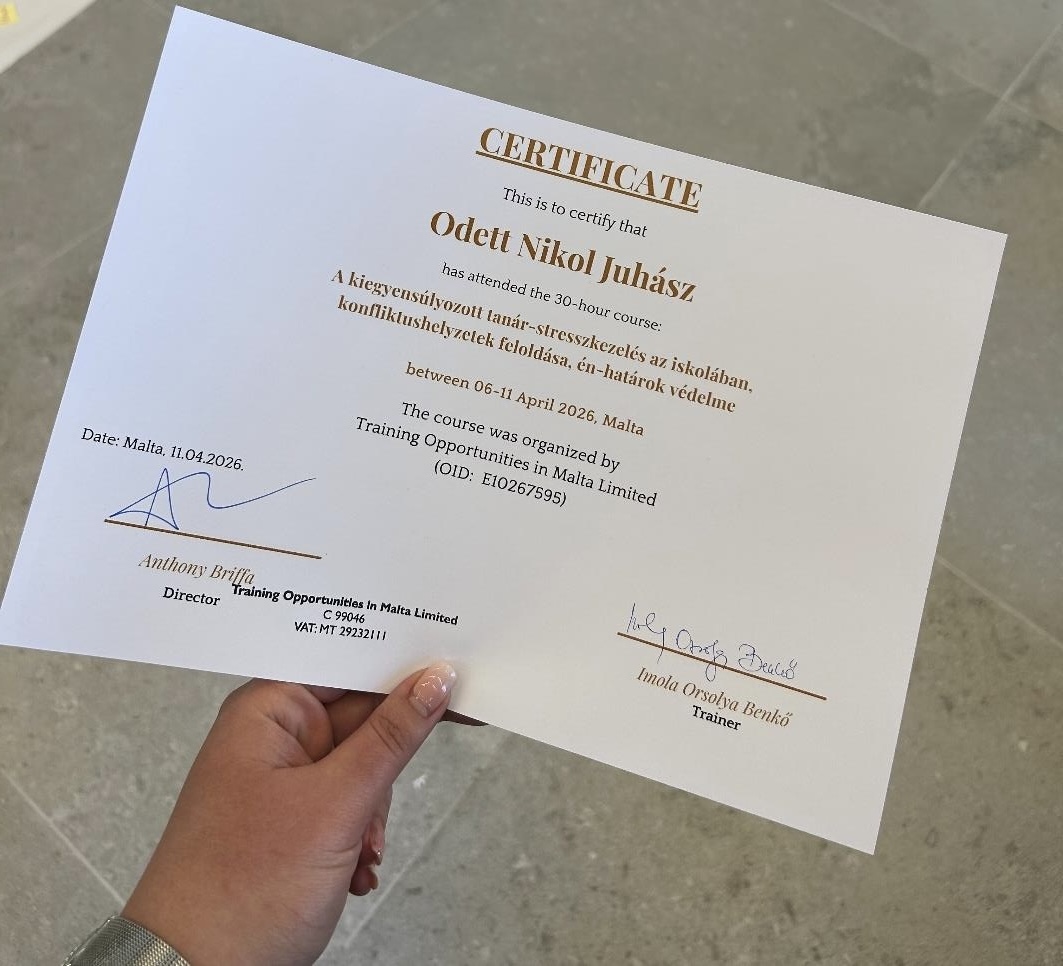 CERTIFICATE
This is to certify that
Odett Nikol Juhász
has attended the 30-hour course:
A kiegyensúlyozott tanár-stresszkezelés az iskolában,
konfliktushelyzetek feloldása, én-határok védelme
between 06-11 April 2026, Malta
The course was organized by
Training Opportunities in Malta Limited
(OID: E10267595)
Date: Malta, 11.04.2026.
Anthony Briffa
Director
Training Opportunities in Malta Limited
C 99046
VAT: MT 29232111
Imola Orsolya Benkő
Imola Orsolya Benkő
Trainer